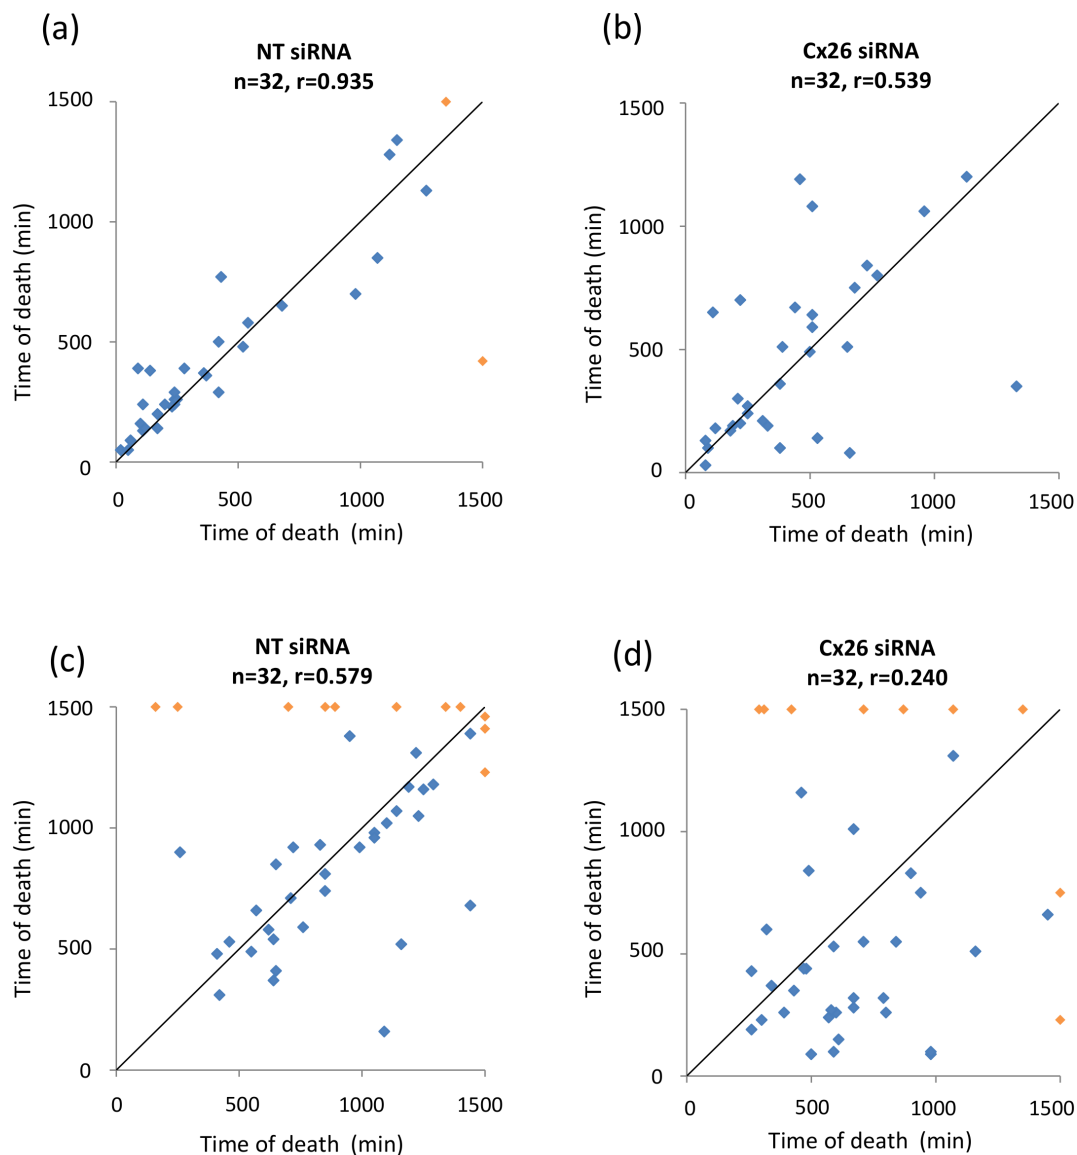 (a)
NT siRNA
n=32, r=0.935
1500
1000
500
0
Time of death (min)
0 500 1000 1500
Time of death (min)
(b)
Cx26 siRNA
n=32, r=0.539
1500
1000
500
0
Time of death (min)
0 500 1000 1500
Time of death (min)
(c)
NT siRNA
n=32, r=0.579
1500
1000
500
0
Time of death (min)
0 500 1000 1500
Time of death (min)
(d)
Cx26 siRNA
n=32, r=0.240
1500
1000
500
0
Time of death (min)
0 500 1000 1500
Time of death (min)